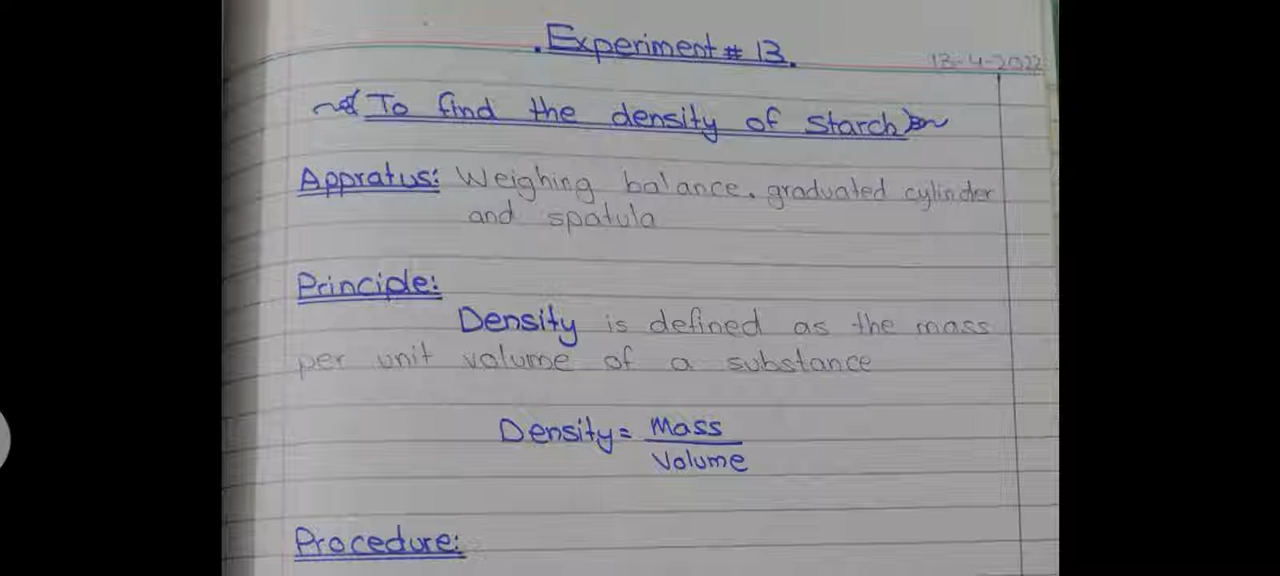 Experiment # 13.
13-4-2022
To find the density of starch
Appratus: Weighing balance, graduated cylinder
and spatula
Principle:
Density is defined as the mass
per unit volume of a substance
Density = Mass
Volume
Procedure: